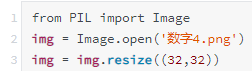 1 from PIL import Image
2 img = Image.open('数字4.png')
3 img = img.resize((32,32))